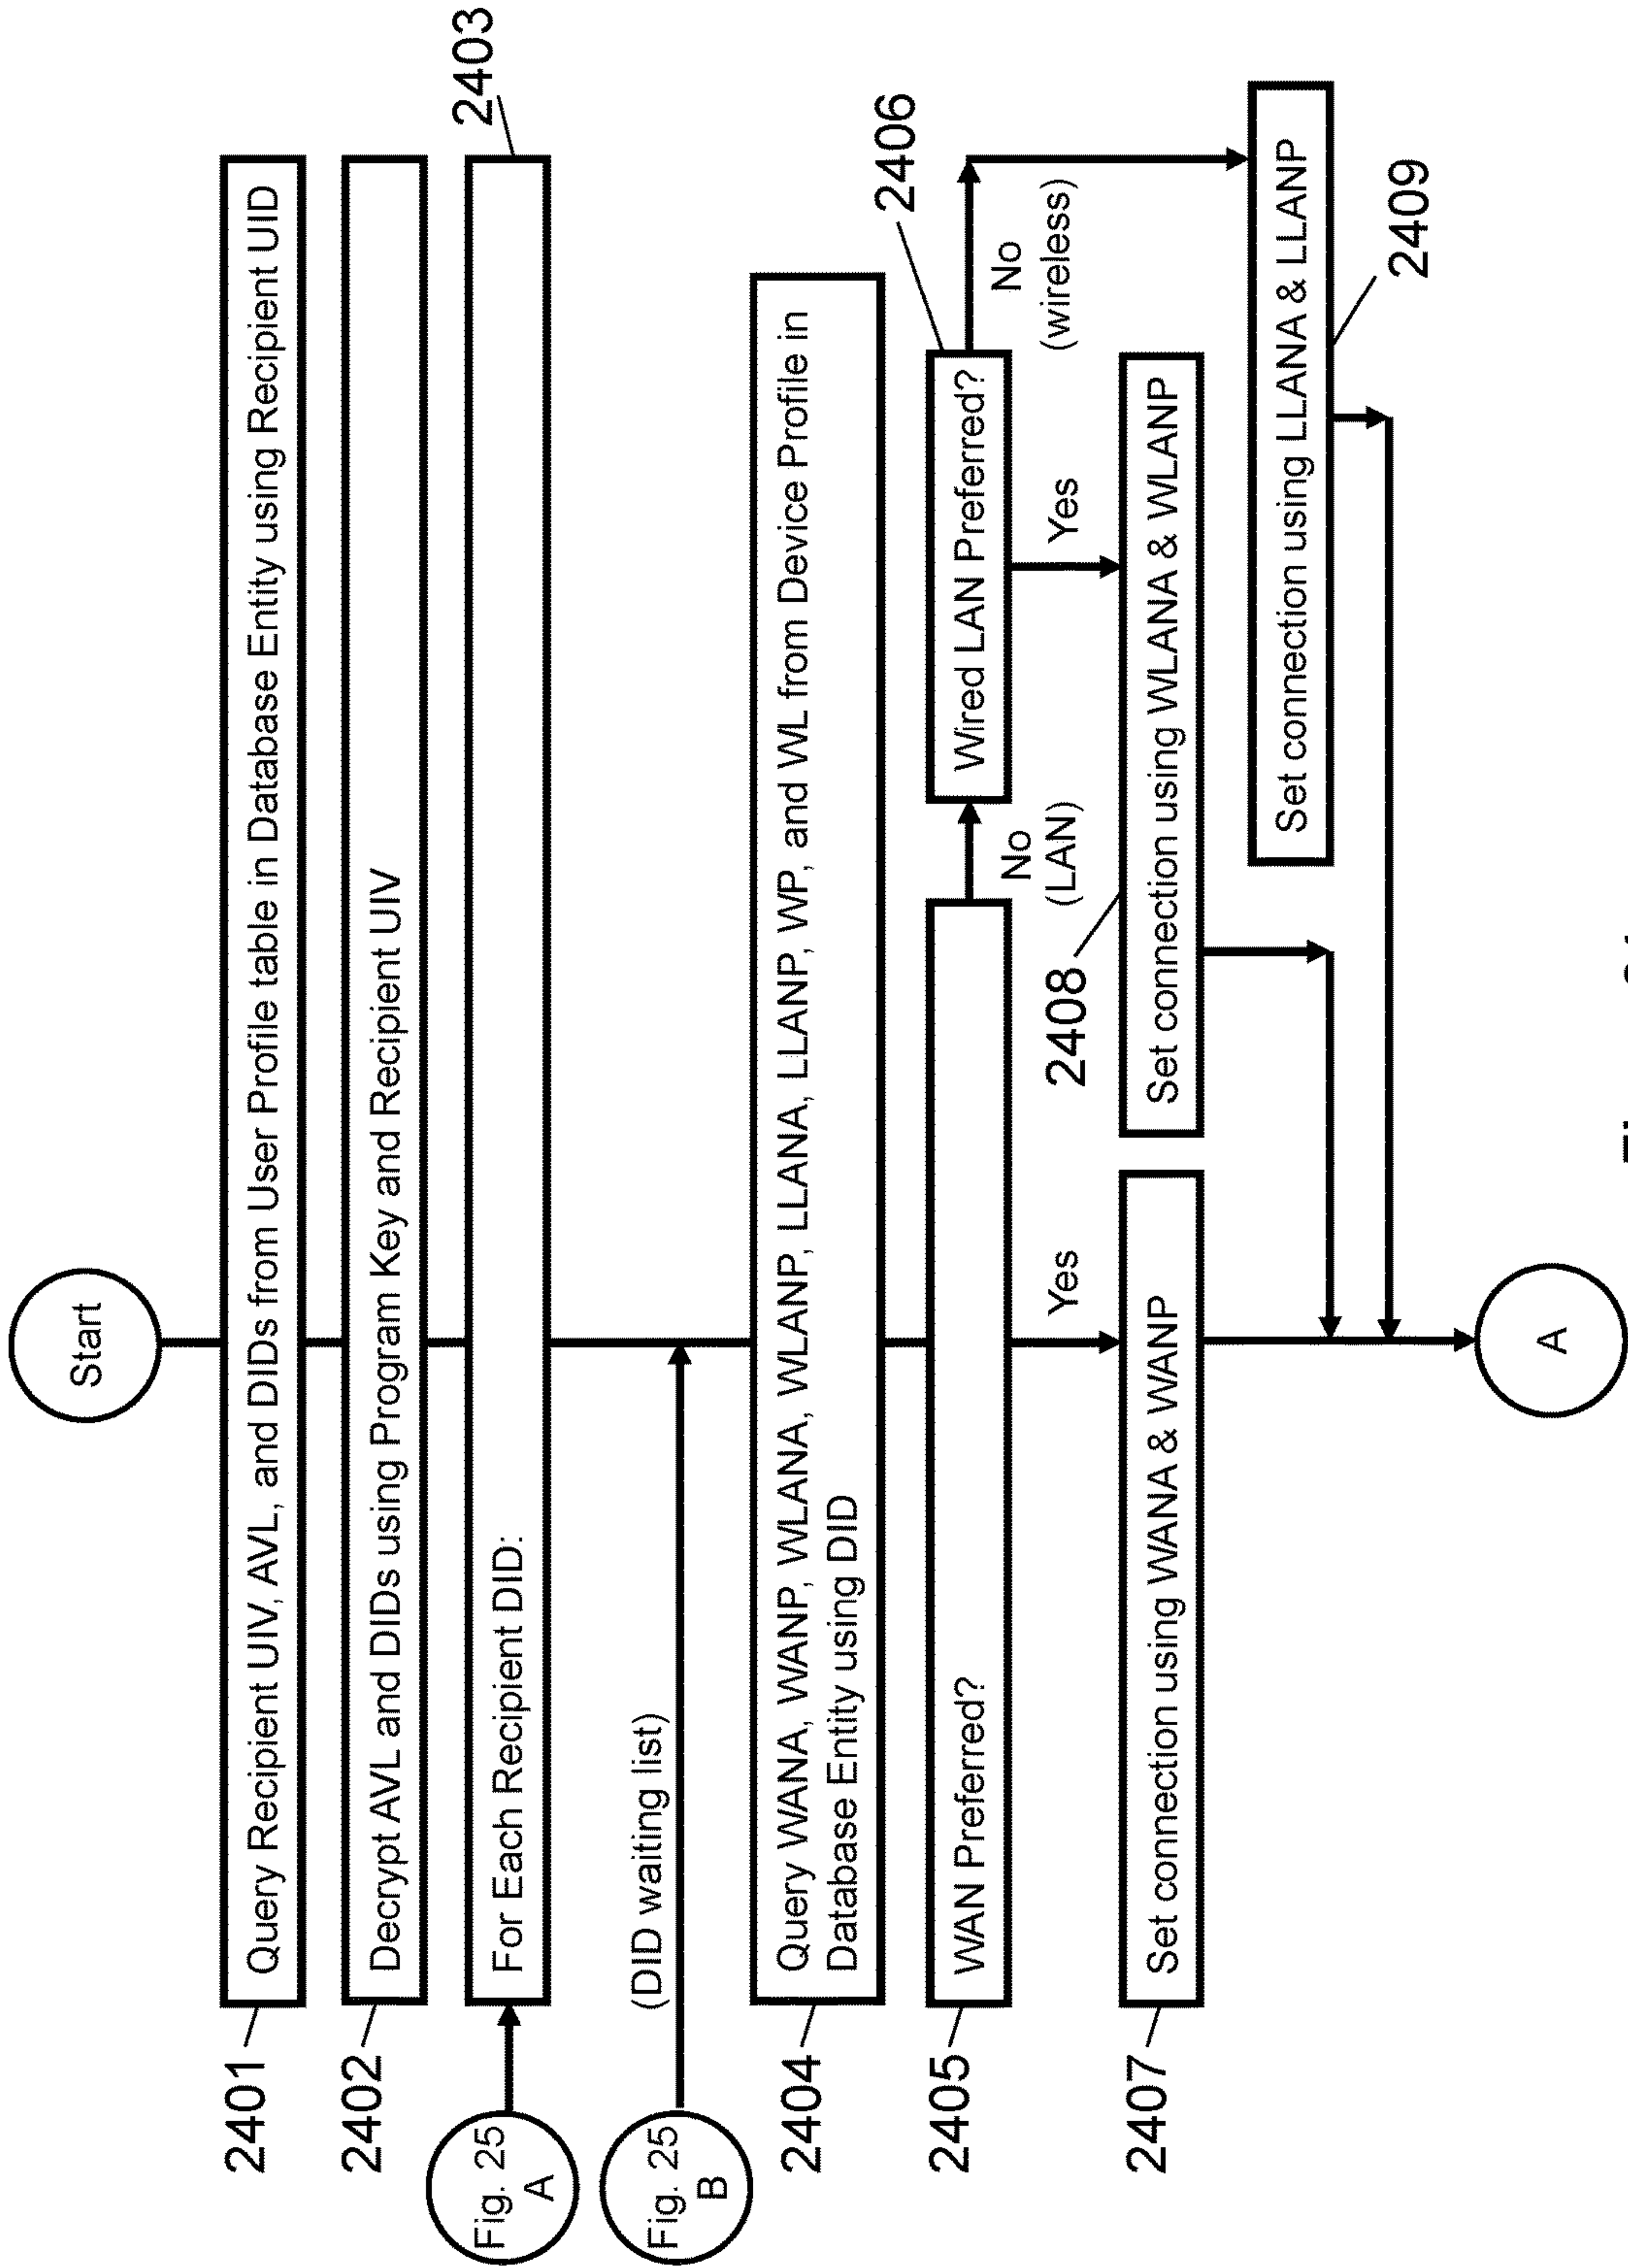 Start
2401
Query Recipient UIV, AVL, and DIDs from User Profile table in Database Entity using Recipient UID
2402
Decrypt AVL and DIDs using Program Key and Recipient UIV
2403
Fig. 25
A
For Each Recipient DID:
Fig. 25
B
(DID waiting list)
2404
Query WANA, WANP, WLANA, WLANA, WLANP, LLANA, LLANP, WP, and WL from Device Profile in
Database Entity using DID
2405
WAN Preferred?
No
(LAN)
2406
Wired LAN Preferred?
No
(wireless)
Yes
Yes
2407
Set connection using WANA & WANP
2408
Set connection using WLANA & WLANP
2409
Set connection using LLANA & LLANP
A